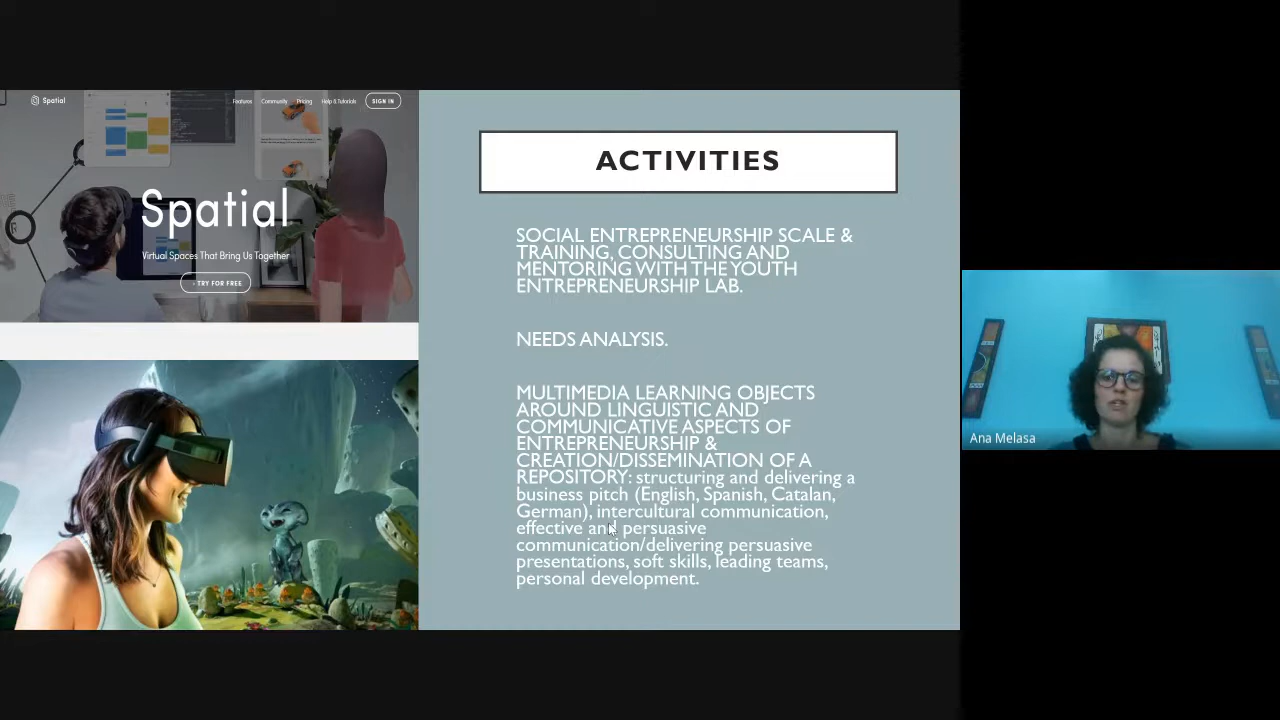 Spatial
Features Community Pricing Help & Tutorials SIGN IN
Spatial
Virtual Spaces That Bring Us Together
TRY FOR FREE
ACTIVITIES
SOCIAL ENTREPRENEURSHIP SCALE &
TRAINING, CONSULTING AND
MENTORING WITH THE YOUTH
ENTREPRENEURSHIP LAB.
NEEDS ANALYSIS.
MULTIMEDIA LEARNING OBJECTS
AROUND LINGUISTIC AND
COMMUNICATIVE ASPECTS OF
ENTREPRENEURSHIP &
CREATION/DISSEMINATION OF A
REPOSITORY: structuring and delivering a
business pitch (English, Spanish, Catalan,
German), intercultural communication,
effective and persuasive
communication/delivering persuasive
presentations, soft skills, leading teams,
personal development.
Ana Melasa